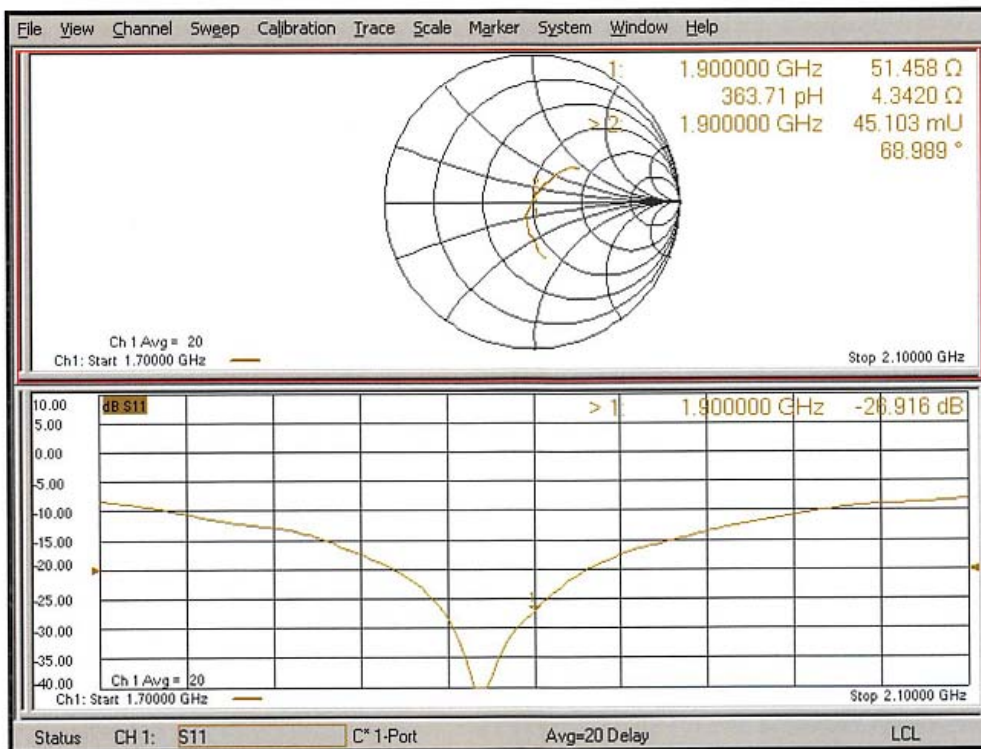 File View Channel Sweep Calibration Trace Scale Marker System Window Help
1: 1.900000 GHz 51.458 Ω
363.71 pH 4.3420 Ω
> 2: 1.900000 GHz 45.103 mU
68.989 °
Ch 1 Avg = 20
Ch1: Start 1.70000 GHz Stop 2.10000 GHz
10.00 dB S11 > 1: 1.900000 GHz -26.916 dB
5.00
0.00
-5.00
-10.00
-15.00
-20.00
-25.00
-30.00
-35.00
-40.00
1
Ch 1 Avg = 20
Ch1: Start 1.70000 GHz Stop 2.10000 GHz
Status CH 1: S11 C* 1-Port Avg=20 Delay LCL